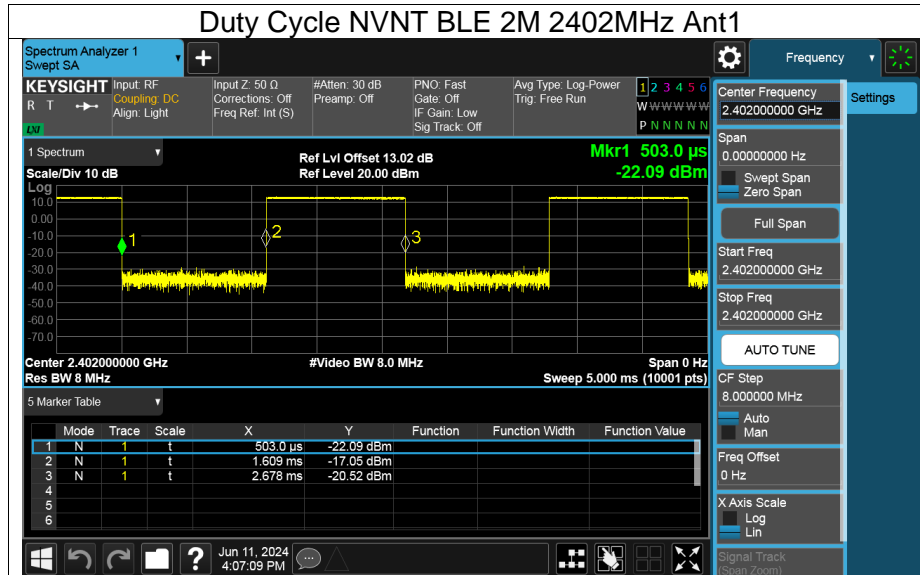 Duty Cycle NVNT BLE 2M 2402MHz Ant1
Spectrum Analyzer 1
Swept SA
+
Frequency
KEYSIGHT
R T
LXI
Input: RF
Coupling: DC
Align: Light
Input Z: 50 Ω
Corrections: Off
Freq Ref: Int (S)
#Atten: 30 dB
Preamp: Off
PNO: Fast
Gate: Off
IF Gain: Low
Sig Track: Off
Avg Type: Log-Power
Trig: Free Run
1 2 3 4 5 6
W W W W W W
P N N N N N
Center Frequency
2.402000000 GHz
Settings
Span
0.00000000 Hz
Swept Span
Zero Span
Full Span
Start Freq
2.402000000 GHz
Stop Freq
2.402000000 GHz
AUTO TUNE
CF Step
8.000000 MHz
Auto
Man
Freq Offset
0 Hz
X Axis Scale
Log
Lin
Signal Track
(Span Zoom)
1 Spectrum
Scale/Div 10 dB
Ref Lvl Offset 13.02 dB
Ref Level 20.00 dBm
Mkr1 503.0 µs
-22.09 dBm
Log
10.0
0.00
-10.0
-20.0
-30.0
-40.0
-50.0
-60.0
-70.0
1
2
3
Center 2.402000000 GHz
Res BW 8 MHz
#Video BW 8.0 MHz
Span 0 Hz
Sweep 5.000 ms (10001 pts)
5 Marker Table
Mode Trace Scale X Y Function Function Width Function Value
1 N 1 t 503.0 µs -22.09 dBm
2 N 1 t 1.609 ms -17.05 dBm
3 N 1 t 2.678 ms -20.52 dBm
4
5
6
?
Jun 11, 2024
4:07:09 PM